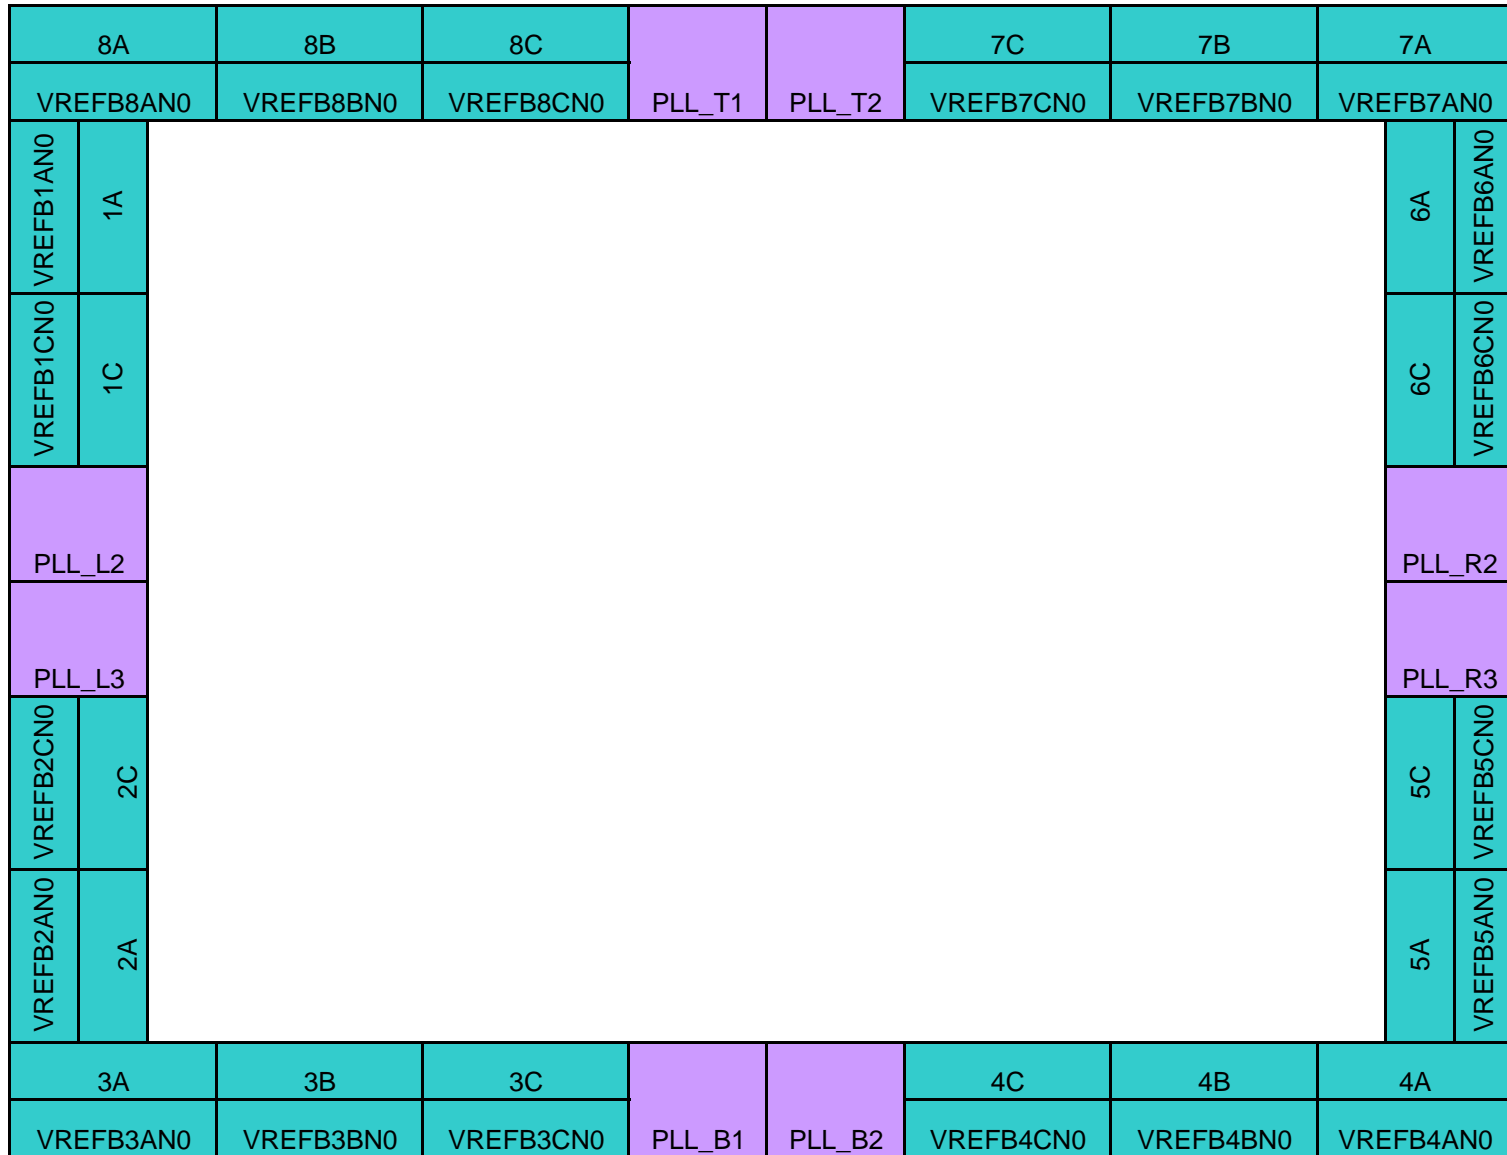 8A 8B 8C 7C 7B 7A
VREFB8AN0 VREFB8BN0 VREFB8CN0 PLL_T1 PLL_T2 VREFB7CN0 VREFB7BN0 VREFB7AN0
VREFB1AN0 1A 6A VREFB6AN0
VREFB1CN0 1C 6C VREFB6CN0
PLL_L2 PLL_R2
PLL_L3 PLL_R3
VREFB2CN0 2C 5C VREFB5CN0
VREFB2AN0 2A 5A VREFB5AN0
3A 3B 3C 4C 4B 4A
VREFB3AN0 VREFB3BN0 VREFB3CN0 PLL_B1 PLL_B2 VREFB4CN0 VREFB4BN0 VREFB4AN0